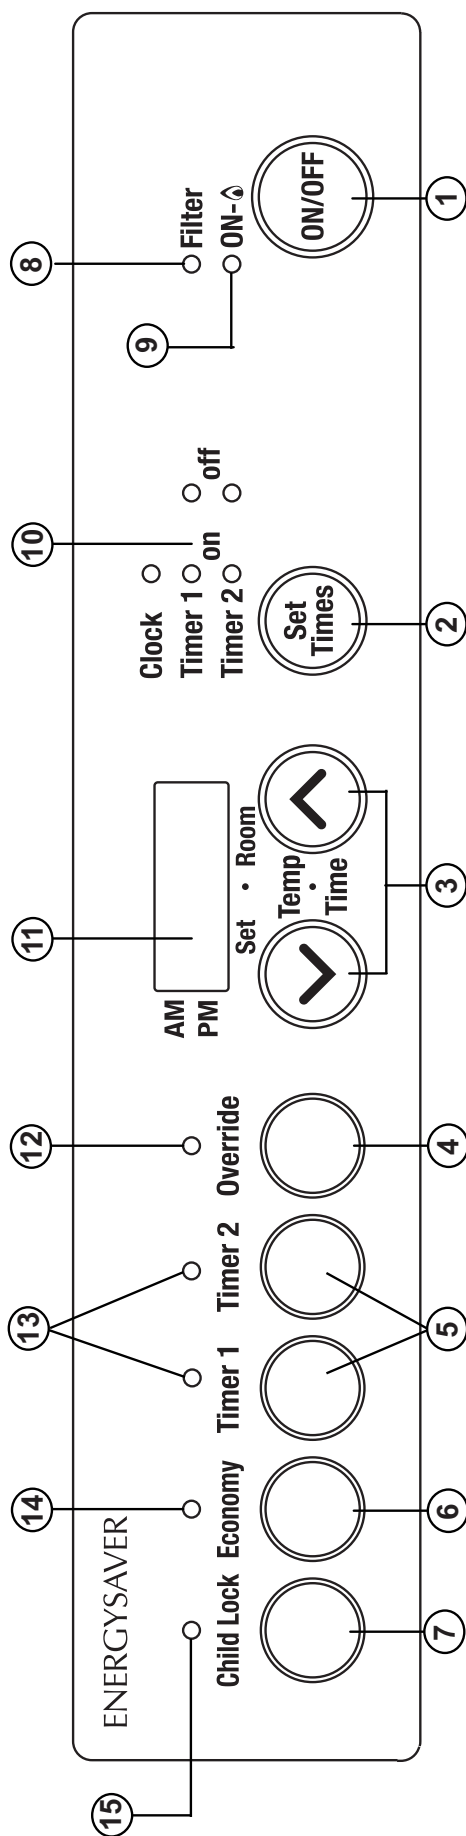 15
14
13
12
11
10
9
8
ENERGYSAVER
Child Lock
Economy
Timer 1
Timer 2
Override
AM
PM
Set • Room
Temp
•
Time
Clock
Timer 1
on
off
Timer 2
Set
Times
Filter
ON-
ON/OFF
7
6
5
4
3
2
1